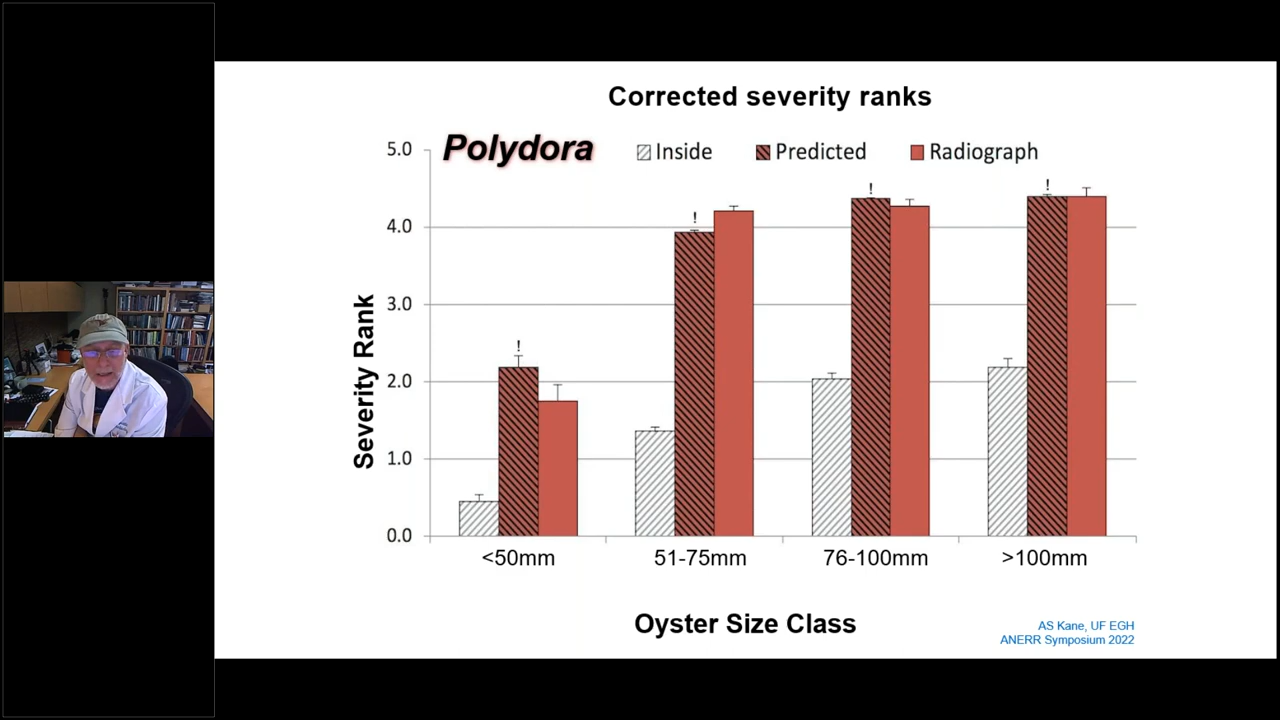 Corrected severity ranks
Polydora
Inside
Predicted
Radiograph
5.0
4.0
3.0
2.0
1.0
0.0
Severity Rank
!
!
!
!
<50mm
51-75mm
76-100mm
>100mm
Oyster Size Class
AS Kane, UF EGH
ANERR Symposium 2022